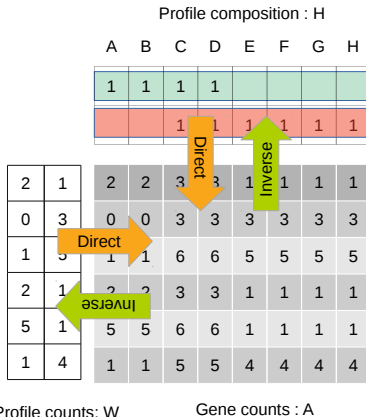 Profile composition : H
A B C D E F G H
1 1 1 1
1 1 1 1 1 1
Direct
Inverse
2 1 2 2 3 3 1 1 1 1
0 3 0 0 3 3 3 3 3 3
Direct
1 5 1 1 6 6 5 5 5 5
2 1 2 2 3 3 1 1 1 1
Inverse
5 1 5 5 6 6 1 1 1 1
1 4 1 1 5 5 4 4 4 4
Profile counts: W
Gene counts : A